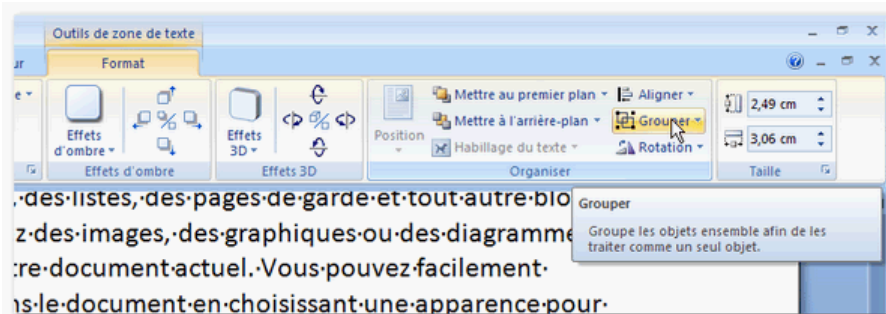 Outils de zone de texte
ur Format
e Mettre au premier plan Aligner
2,49 cm
Effets d'ombre Effets 3D Position Mettre à l'arrière-plan Grouper
Habillage du texte Rotation 3,06 cm
Effets d'ombre Effets 3D Organiser Taille
,·des·listes,·des·pages·de·garde·et·tout·autre·blo
Grouper
Groupe les objets ensemble afin de les
traiter comme un seul objet.
z·des·images,·des·graphiques·ou·des·diagramme
tre·document·actuel.·Vous·pouvez·facilement·
ns·le·document·en·choisissant·une·apparence·pour·